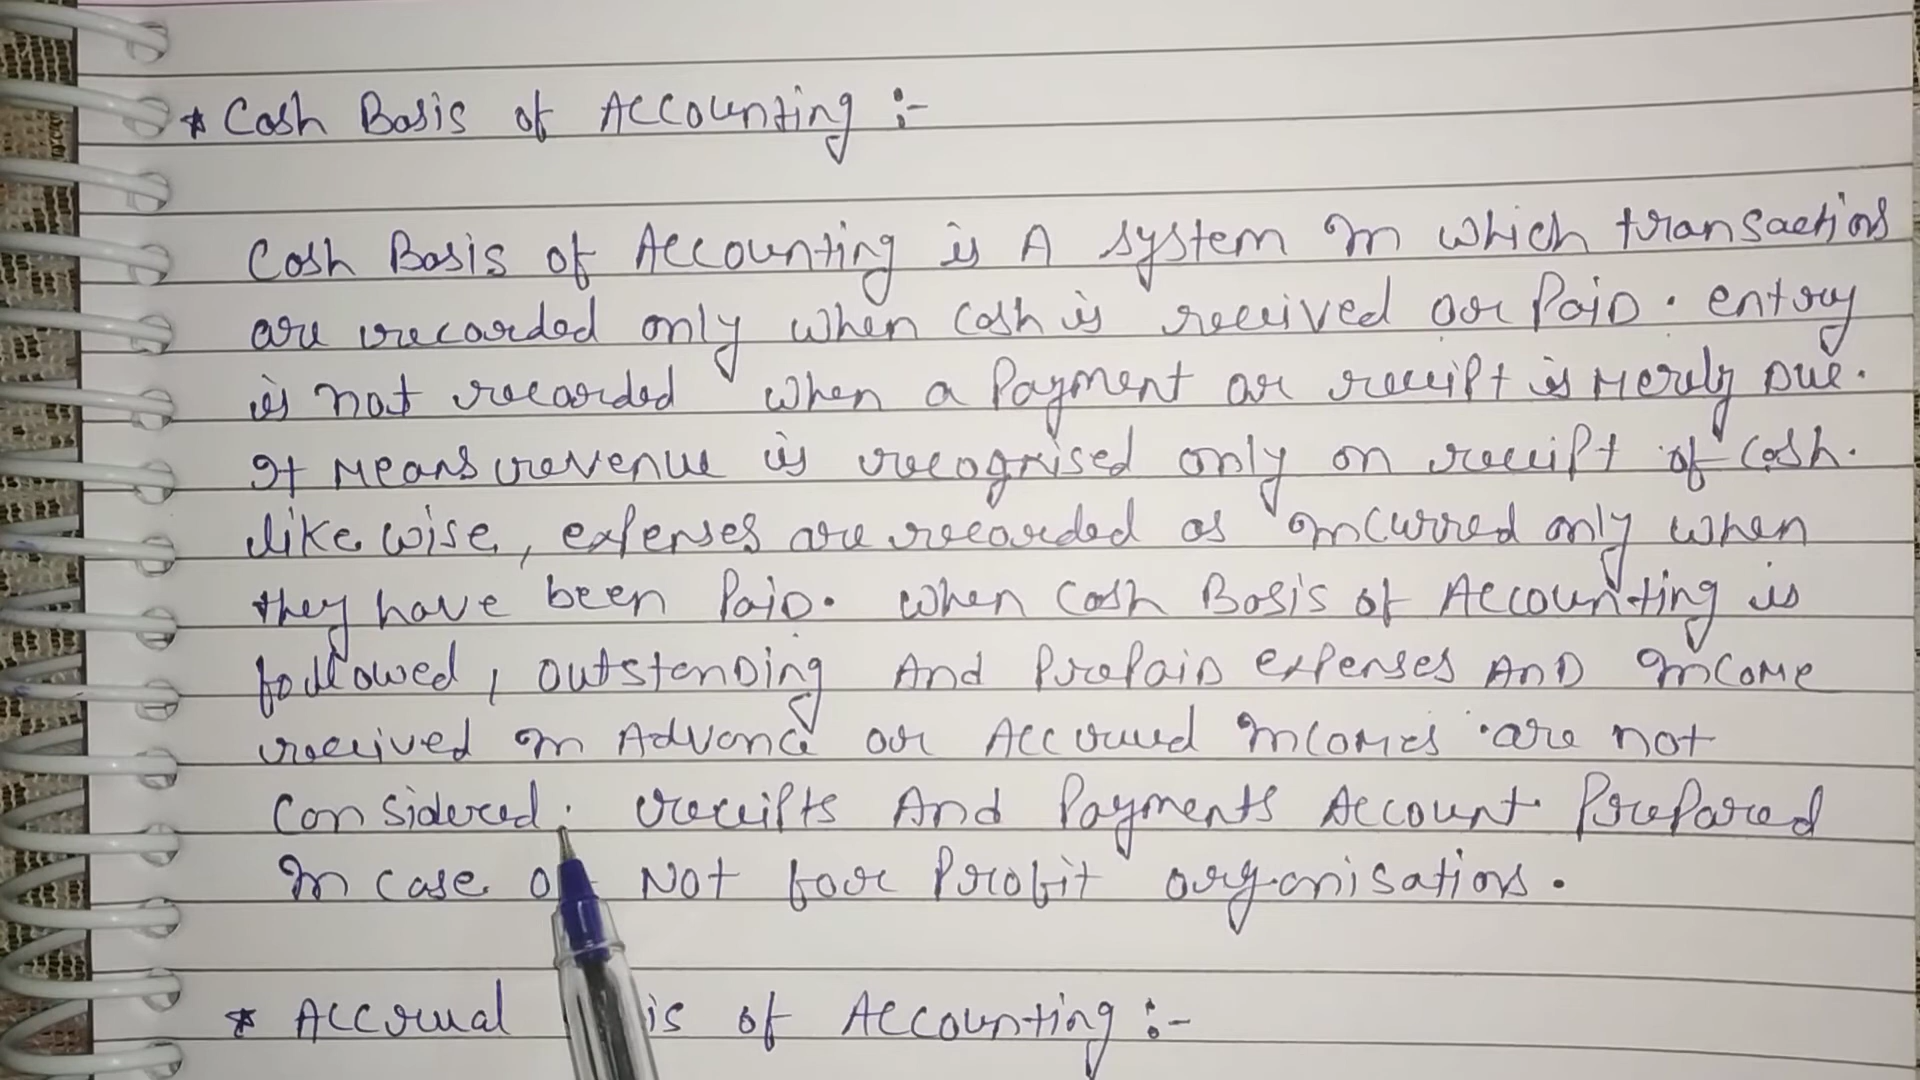 * Cash Basis of Accounting :-
Cash Basis of Accounting is A system In which transactions
are recorded only when cash is received or Paid. entry
is not recorded when a Payment or receipt is Merely Due.
It Means revenue is recognised only on receipt of Cash.
likewise, expenses are recorded as Incurred only when
they have been Paid. when cash Basis of Accounting is
followed, outstanding And Prepaid expenses AND Income
received In Advance or Accrued Incomes are not
Considered. receipts And Payments Account Prepared
In case of Not for Profit organisations.
* Accrual is of Accounting :-